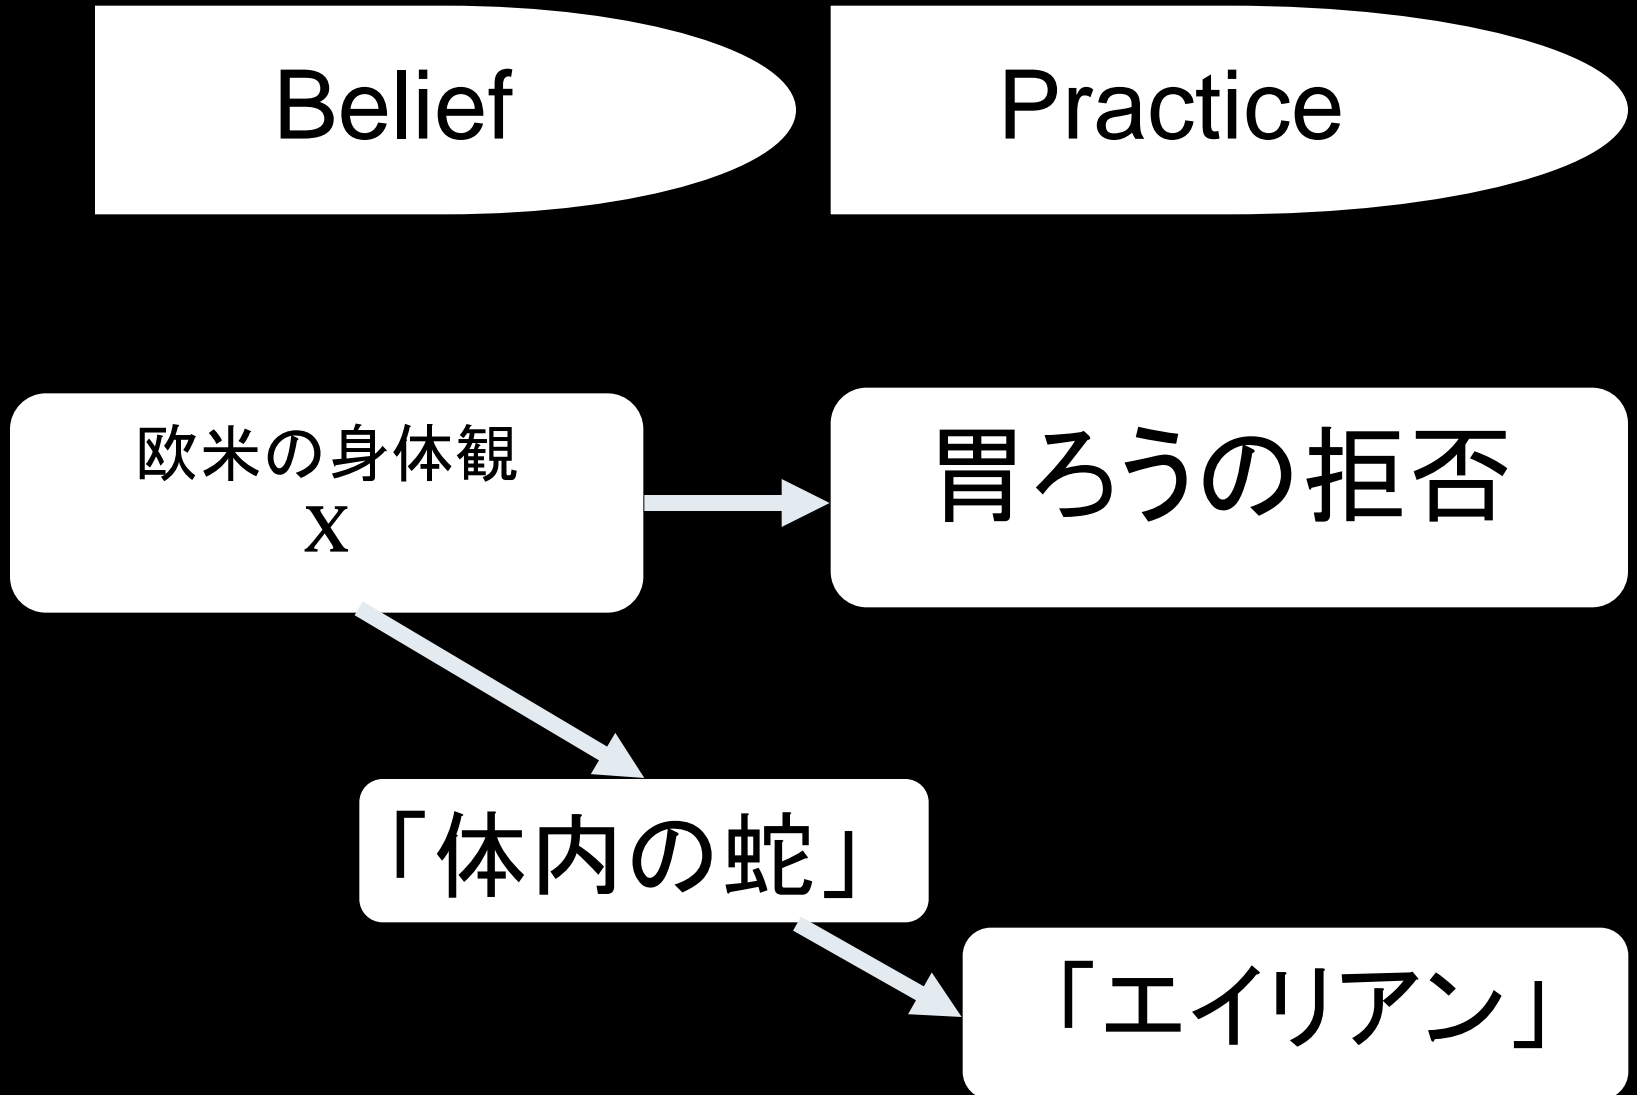 Belief
Practice
欧米の身体観
X
胃ろうの拒否
「体内の蛇」
「エイリアン」